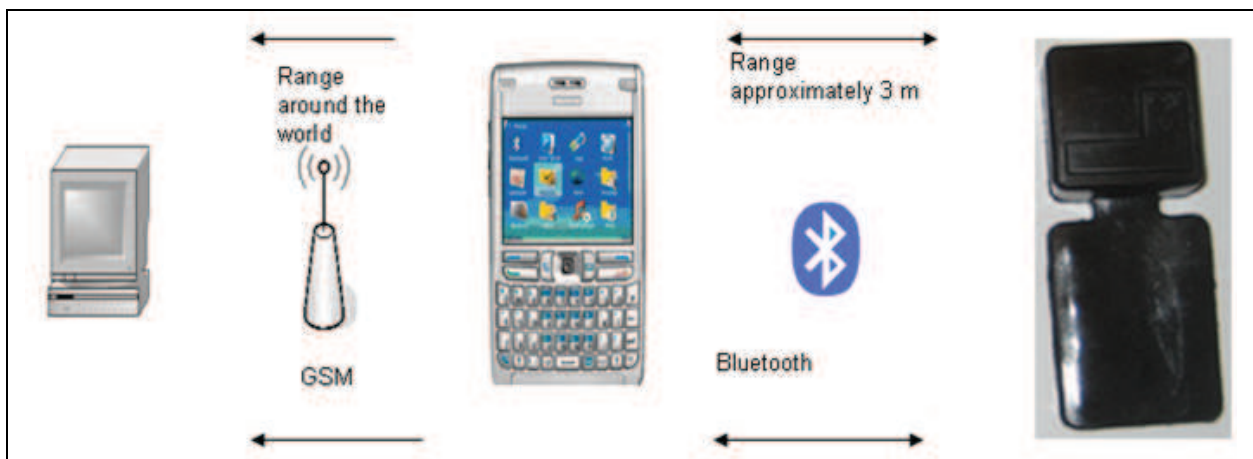 Range
around the
world
GSM
Range
approximately 3 m
Bluetooth